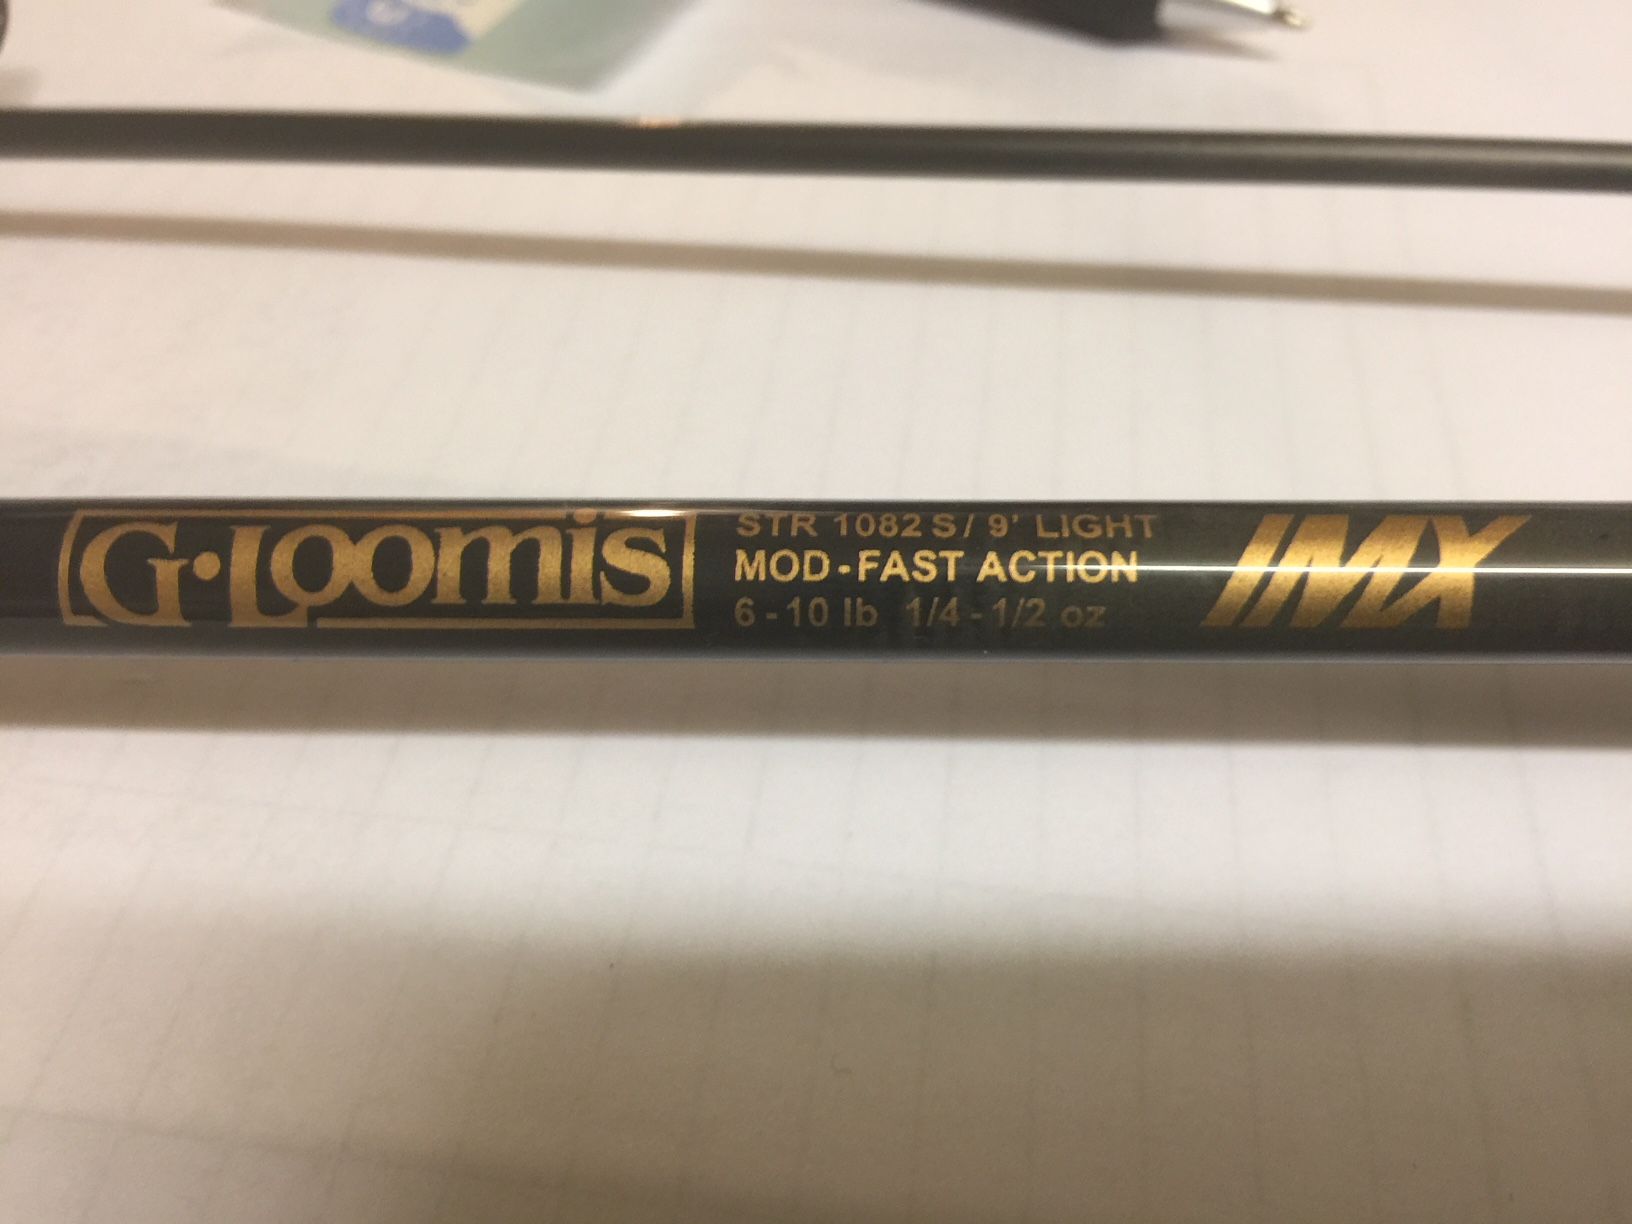 G·Loomis
STR 1082 S / 9' LIGHT
MOD-FAST ACTION
6-10 lb 1/4-1/2 oz
IMX